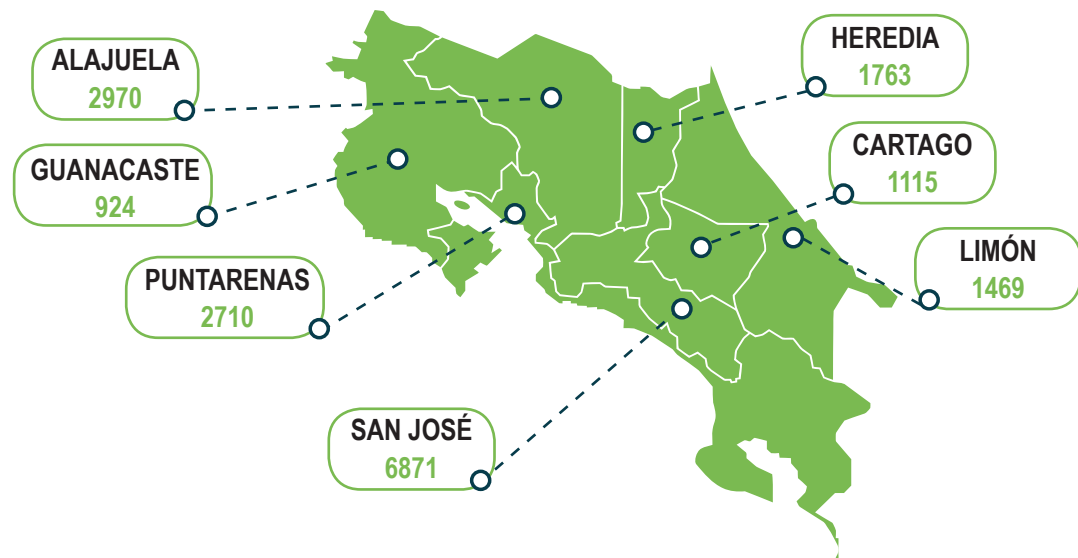 ALAJUELA
2970
HEREDIA
1763
GUANACASTE
924
CARTAGO
1115
PUNTARENAS
2710
LIMÓN
1469
SAN JOSÉ
6871